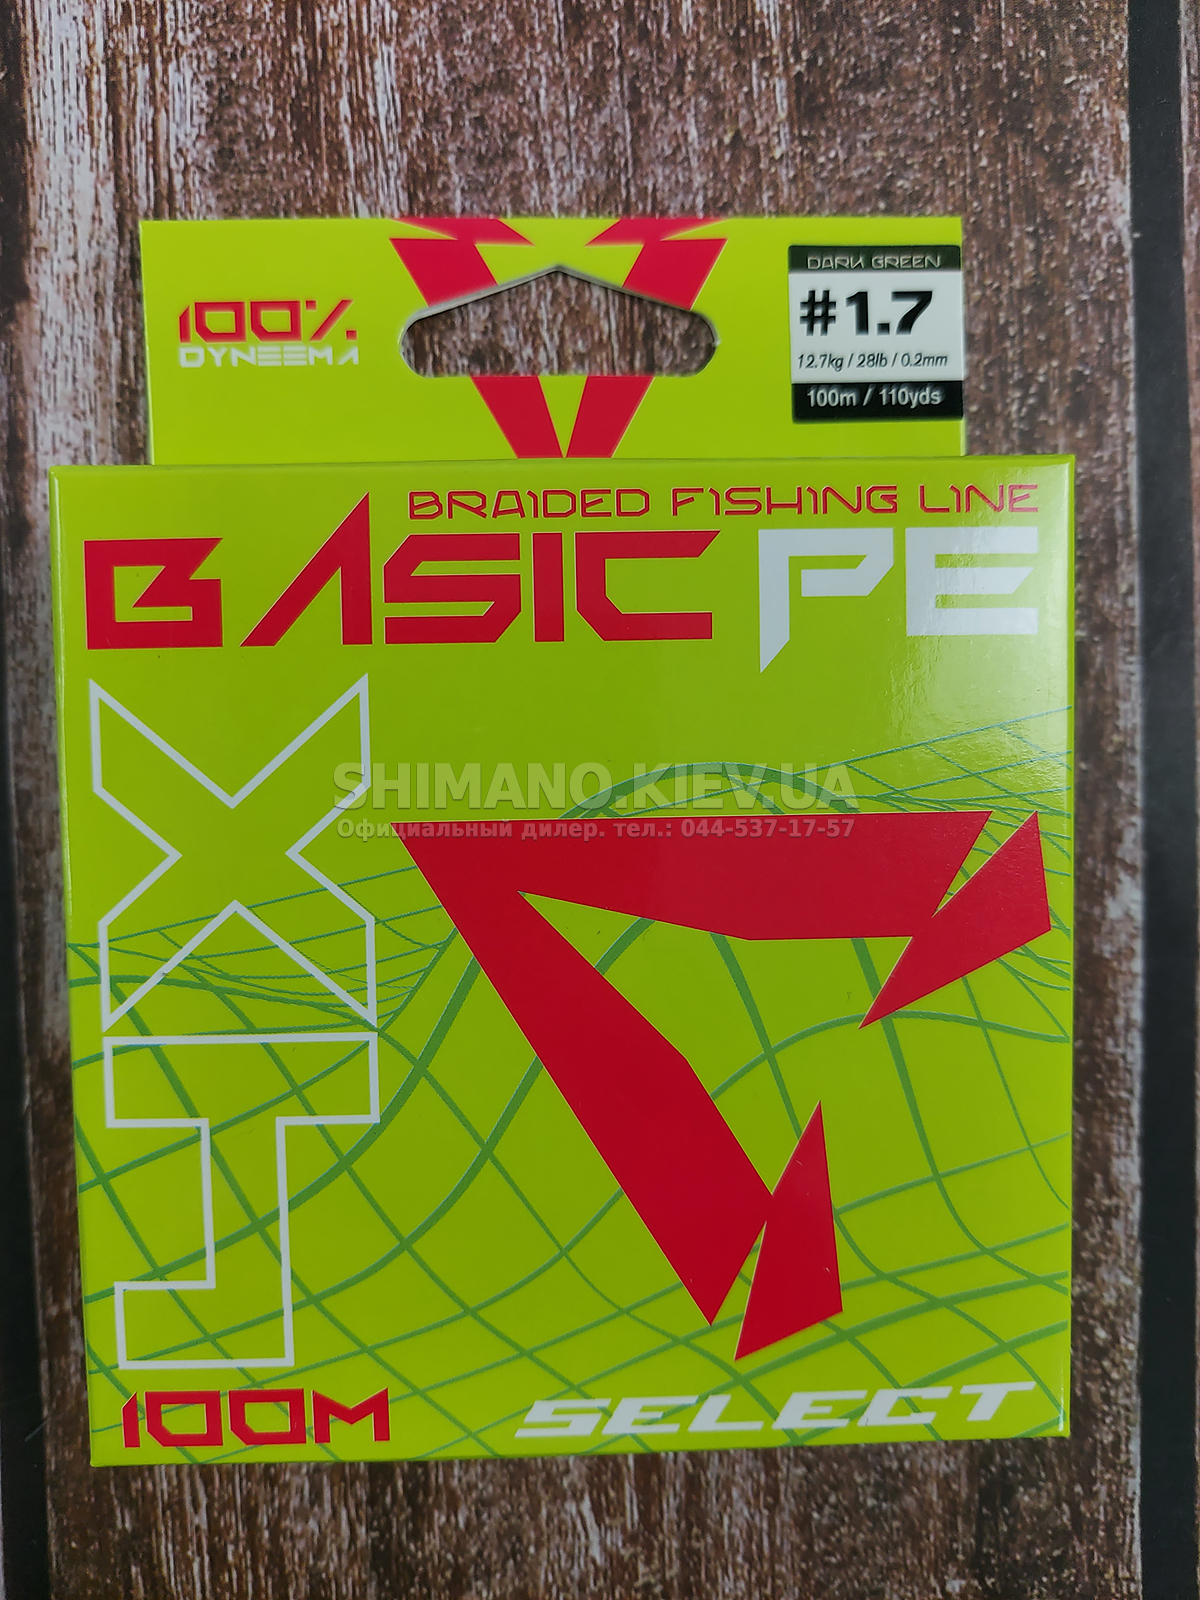 100%
DYNEEMA
DARK GREEN
#1.7
12.7kg / 28lb / 0.2mm
100m / 110yds
BRAIDED FISHING LINE
BASIC PE
X4
SHIMANO.KIEV.UA
Официальный дилер. тел.: 044-537-17-57
100M
SELECT